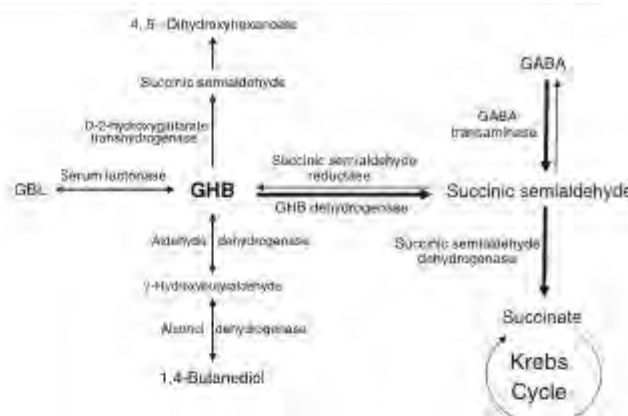 4, 5 -Dihydroxyhexanoate
Succinic semialdehyde
D-2-hydroxyglutarate
transhydrogenase
GBL
Serum lactonase
GHB
Succinic semialdehyde
reductase
GHB dehydrogenase
GABA
GABA
transaminase
Succinic semialdehyde
Succinic semialdehyde
dehydrogenase
Aldehyde dehydrogenase
γ-Hydroxybutyraldehyde
Alcohol dehydrogenase
1,4-Butanediol
Succinate
Krebs
Cycle